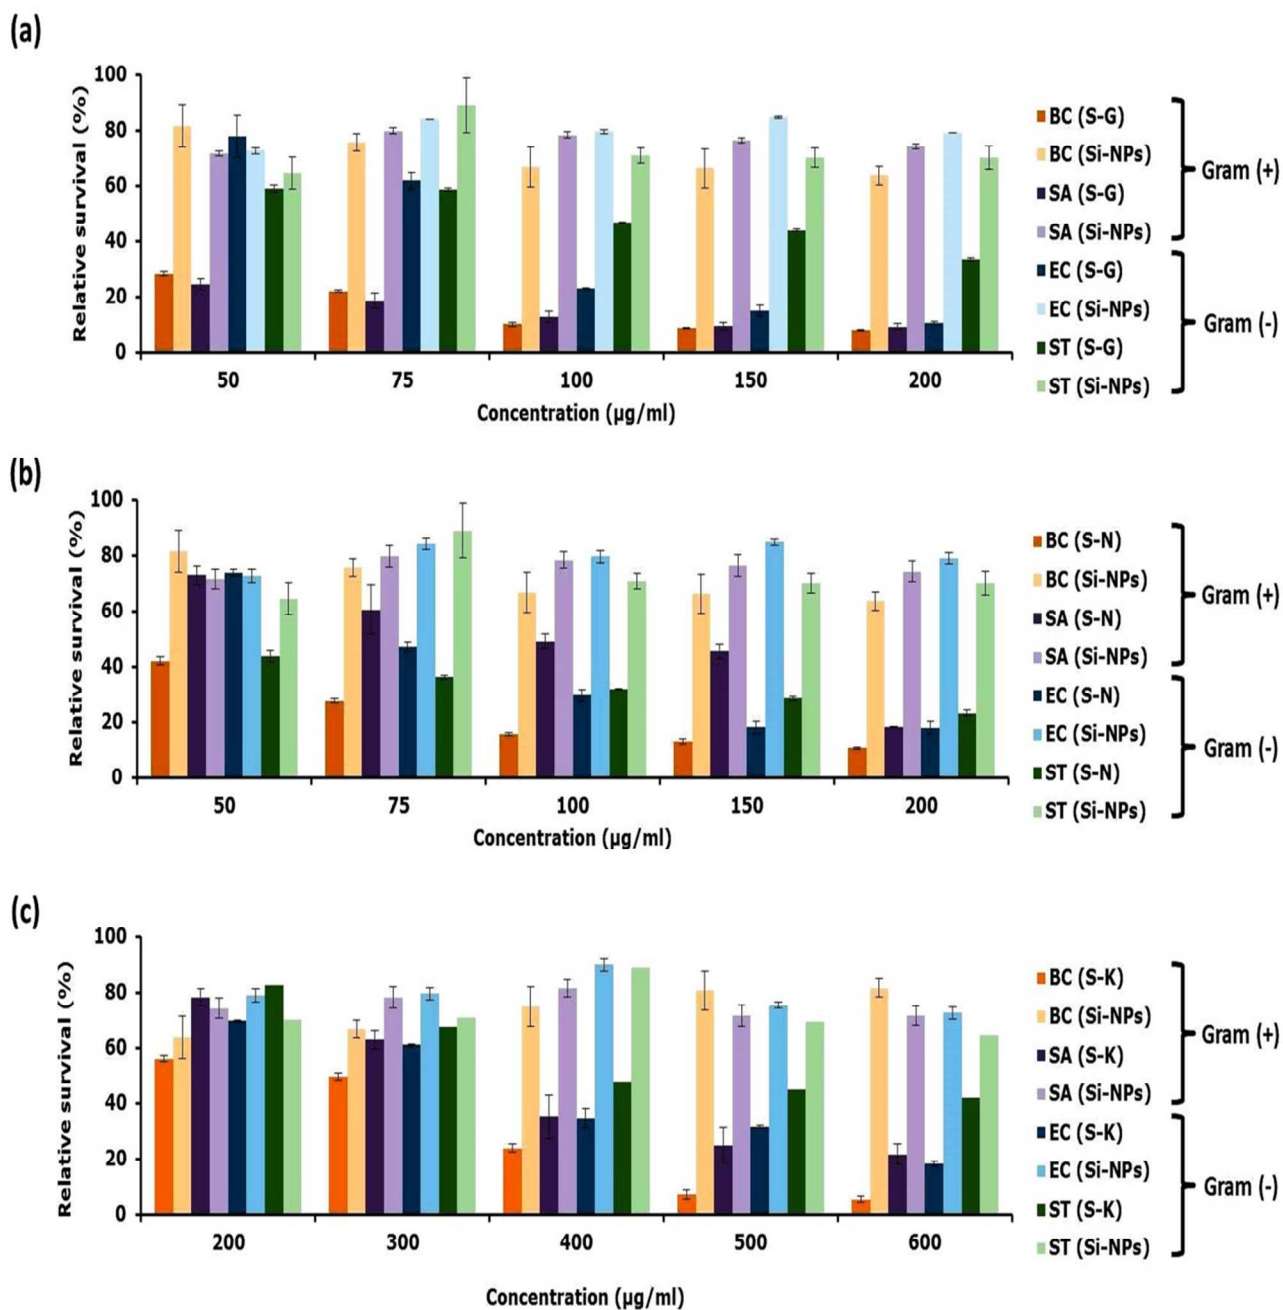 (a)
Relative survival (%)
100
80
60
40
20
0
50 75 100 150 200
Concentration (µg/ml)
BC (S-G)
BC (Si-NPs)
SA (S-G)
SA (Si-NPs)
EC (S-G)
EC (Si-NPs)
ST (S-G)
ST (Si-NPs)
Gram (+)
Gram (-)
(b)
Relative survival (%)
100
80
60
40
20
0
50 75 100 150 200
Concentration (µg/ml)
BC (S-N)
BC (Si-NPs)
SA (S-N)
SA (Si-NPs)
EC (S-N)
EC (Si-NPs)
ST (S-N)
ST (Si-NPs)
Gram (+)
Gram (-)
(c)
Relative survival (%)
100
80
60
40
20
0
200 300 400 500 600
Concentration (µg/ml)
BC (S-K)
BC (Si-NPs)
SA (S-K)
SA (Si-NPs)
EC (S-K)
EC (Si-NPs)
ST (S-K)
ST (Si-NPs)
Gram (+)
Gram (-)